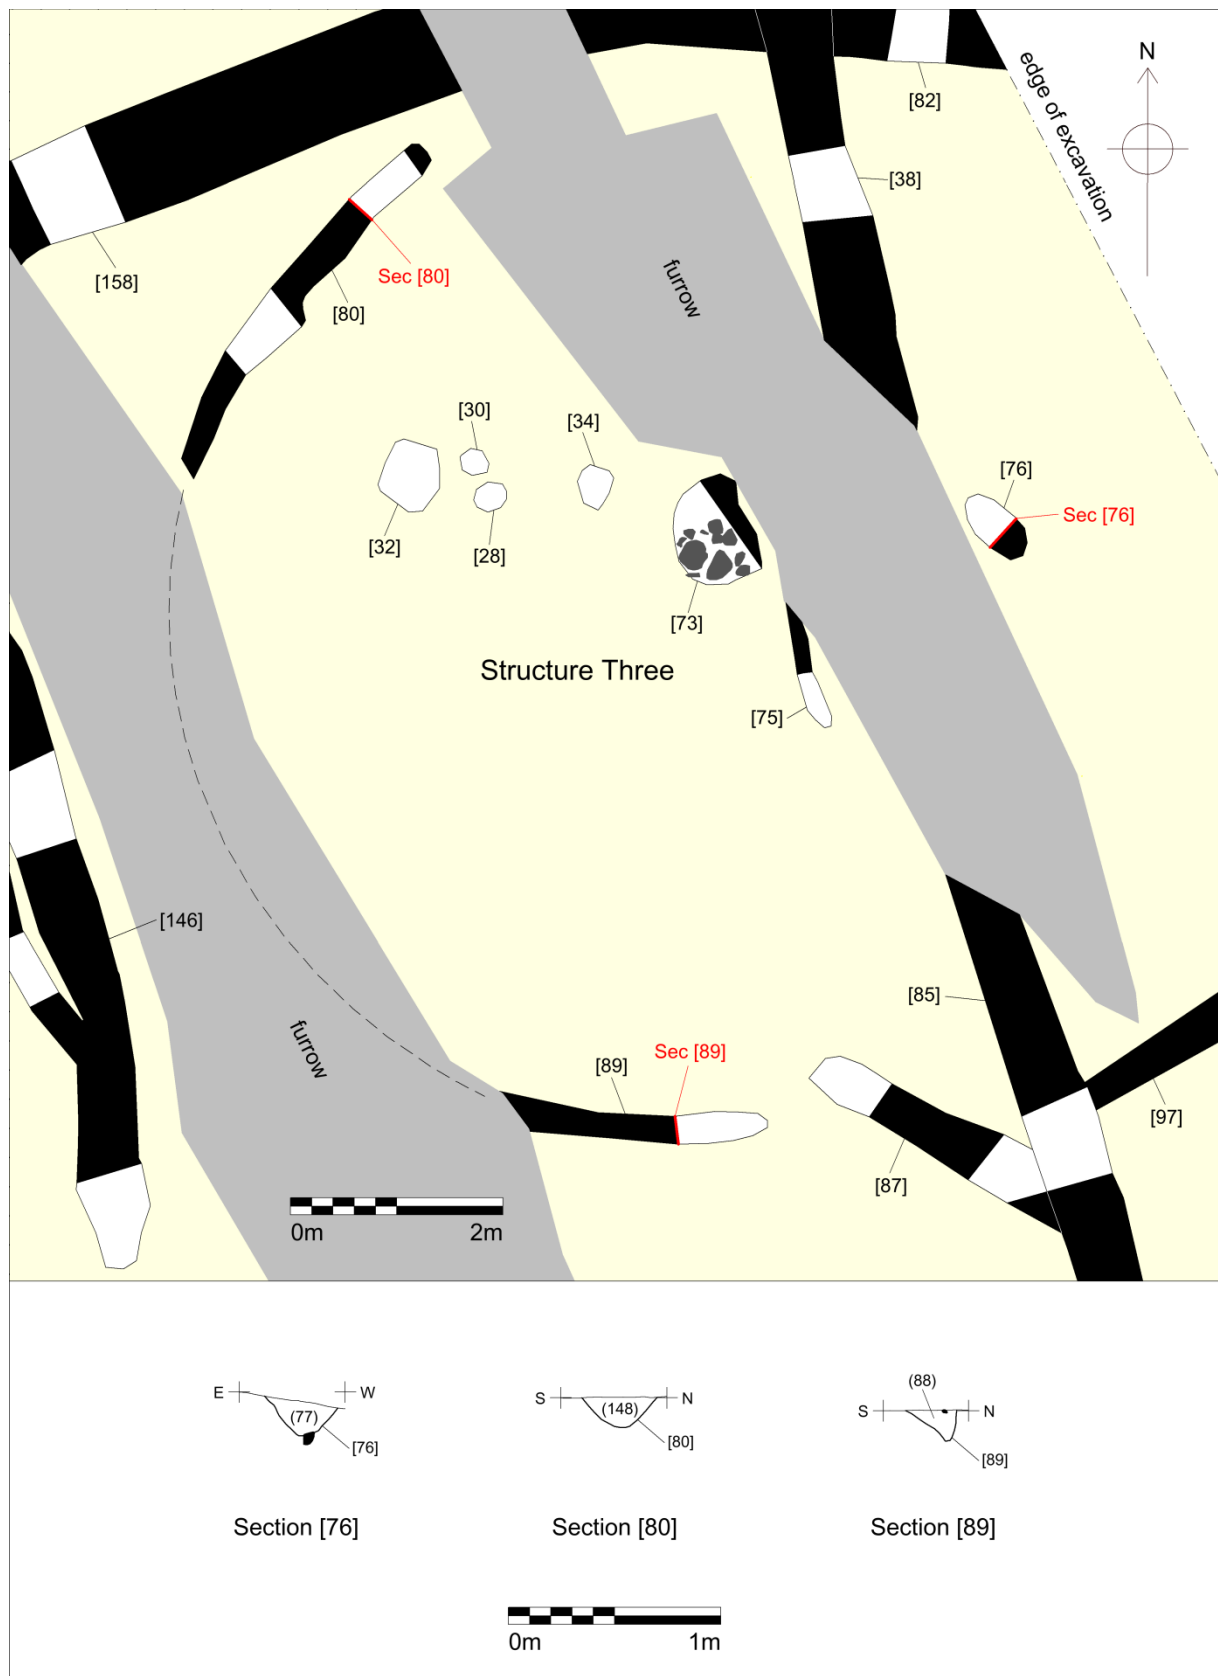 N
edge of excavation
[82]
[38]
[158]
Sec [80]
[80]
furrow
[30]
[34]
[76]
Sec [76]
[32]
[28]
[73]
Structure Three
[75]
[146]
[85]
furrow
[89]
Sec [89]
[97]
[87]
0m
2m
E
W
(77)
[76]
S
N
(148)
[80]
(88)
S
N
[89]
Section [76]
Section [80]
Section [89]
0m
1m